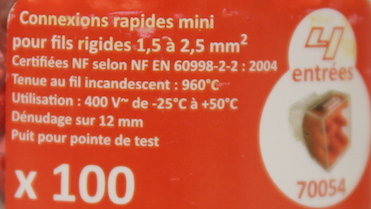 Connexions rapides mini
pour fils rigides 1,5 à 2,5 mm²
Certifiées NF selon NF EN 60998-2-2 : 2004
Tenue au fil incandescent : 960°C
Utilisation : 400 V~ de -25°C à +50°C
Dénudage sur 12 mm
Puit pour pointe de test
x 100
4
entrées
70054